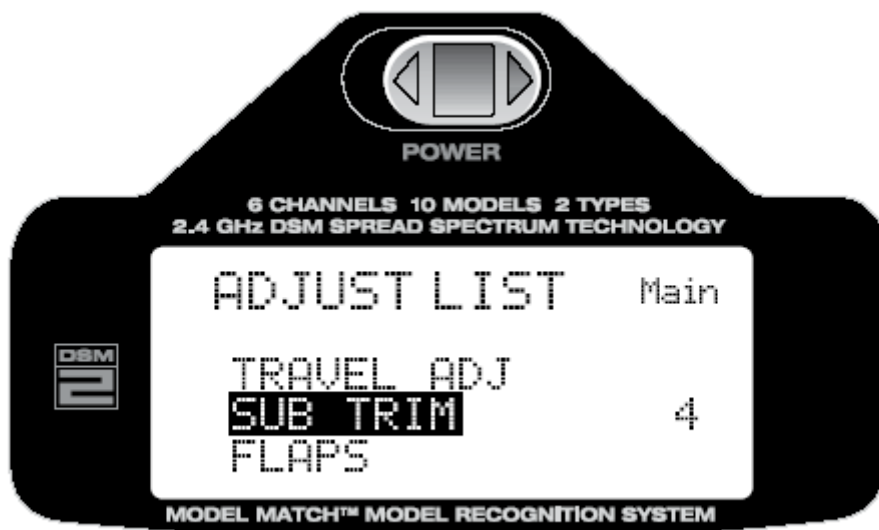 POWER
6 CHANNELS 10 MODELS 2 TYPES
2.4 GHz DSM SPREAD SPECTRUM TECHNOLOGY
ADJUST LIST Main
DSM
2
TRAVEL ADJ
SUB TRIM 4
FLAPS
MODEL MATCH™ MODEL RECOGNITION SYSTEM